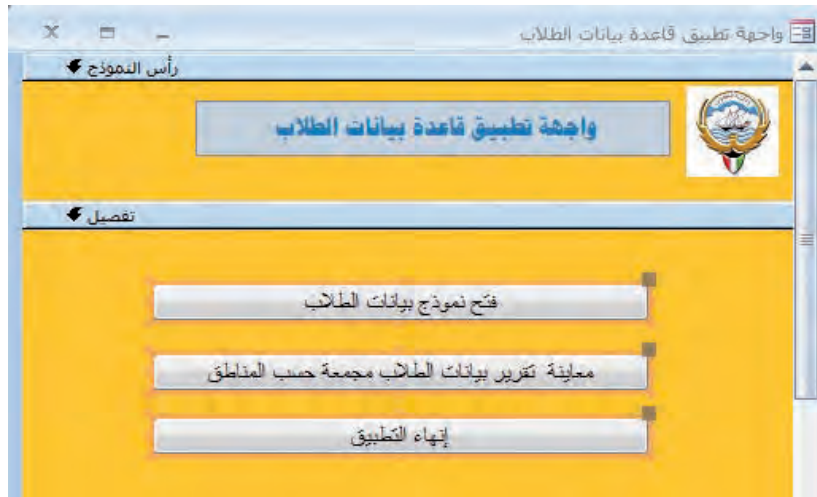 واجهة تطبيق قاعدة بيانات الطلاب
رأس النموذج
واجهة تطبيق قاعدة بيانات الطلاب
تفصيل
فتح نموذج بيانات الطلاب
معاينة تقرير بيانات الطلاب مجمعة حسب المناطق
إنهاء التطبيق